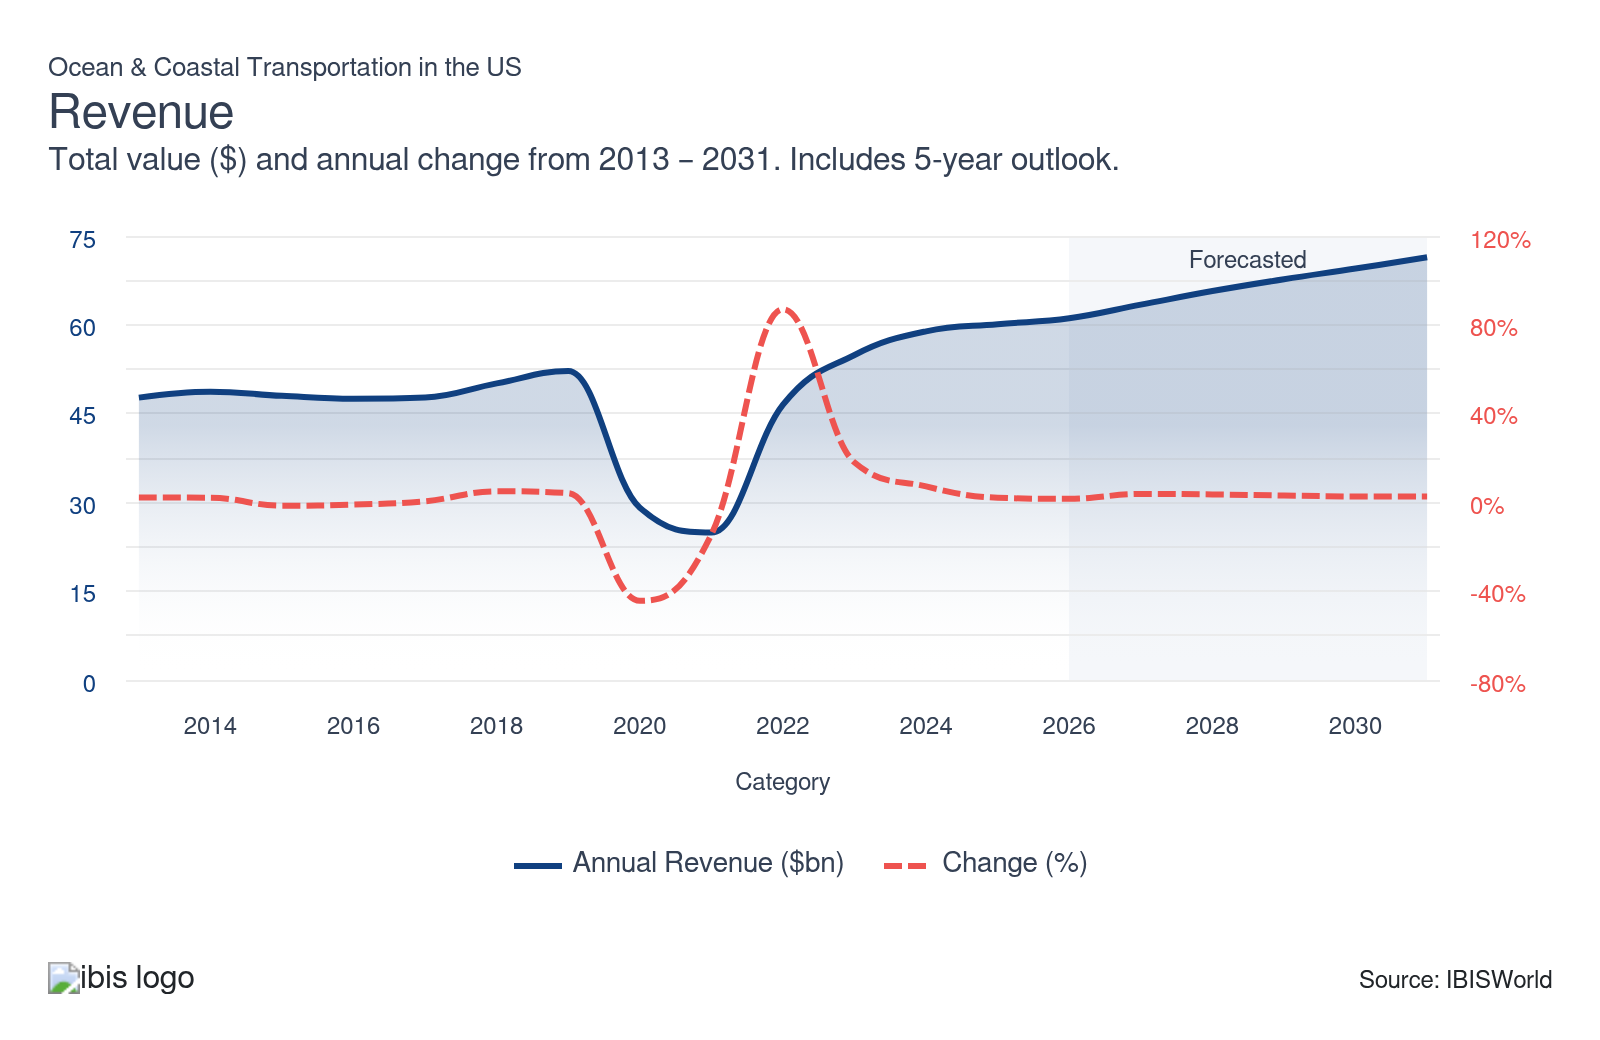 Ocean & Coastal Transportation in the US
Revenue
Total value ($) and annual change from 2013 – 2031. Includes 5-year outlook.
75 120%
Forecasted
60 80%
45 40%
30 0%
15 -40%
0 -80%
2014 2016 2018 2020 2022 2024 2026 2028 2030
Category
Annual Revenue ($bn) Change (%)
ibis logo Source: IBISWorld